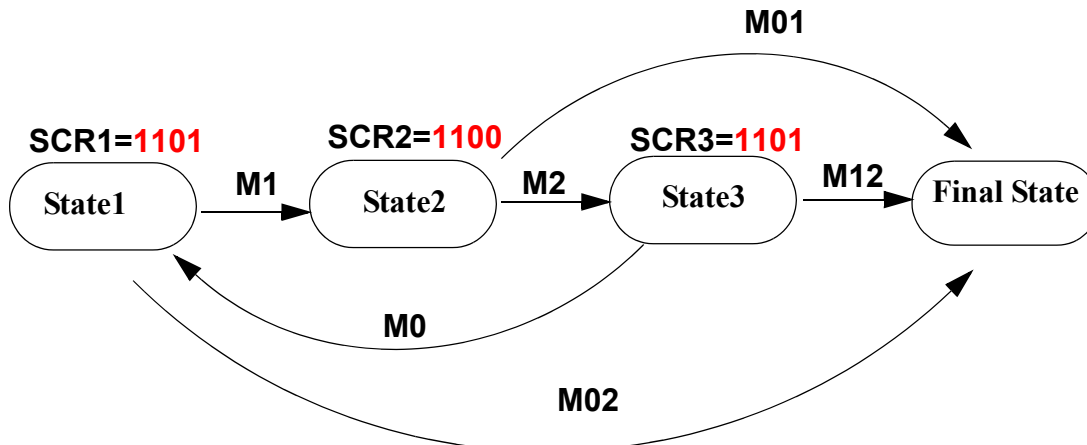 M01
SCR1=1101
SCR2=1100
SCR3=1101
State1
M1
State2
M2
State3
M12
Final State
M0
M02